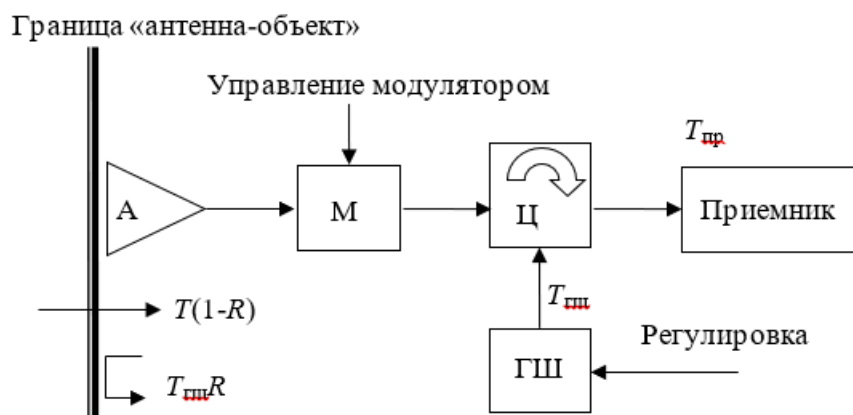 Граница «антенна-объект»
Управление модулятором
Tпр
А
М
Ц
Приемник
T(1-R)
Tгш
Регулировка
ГШ
TгшR